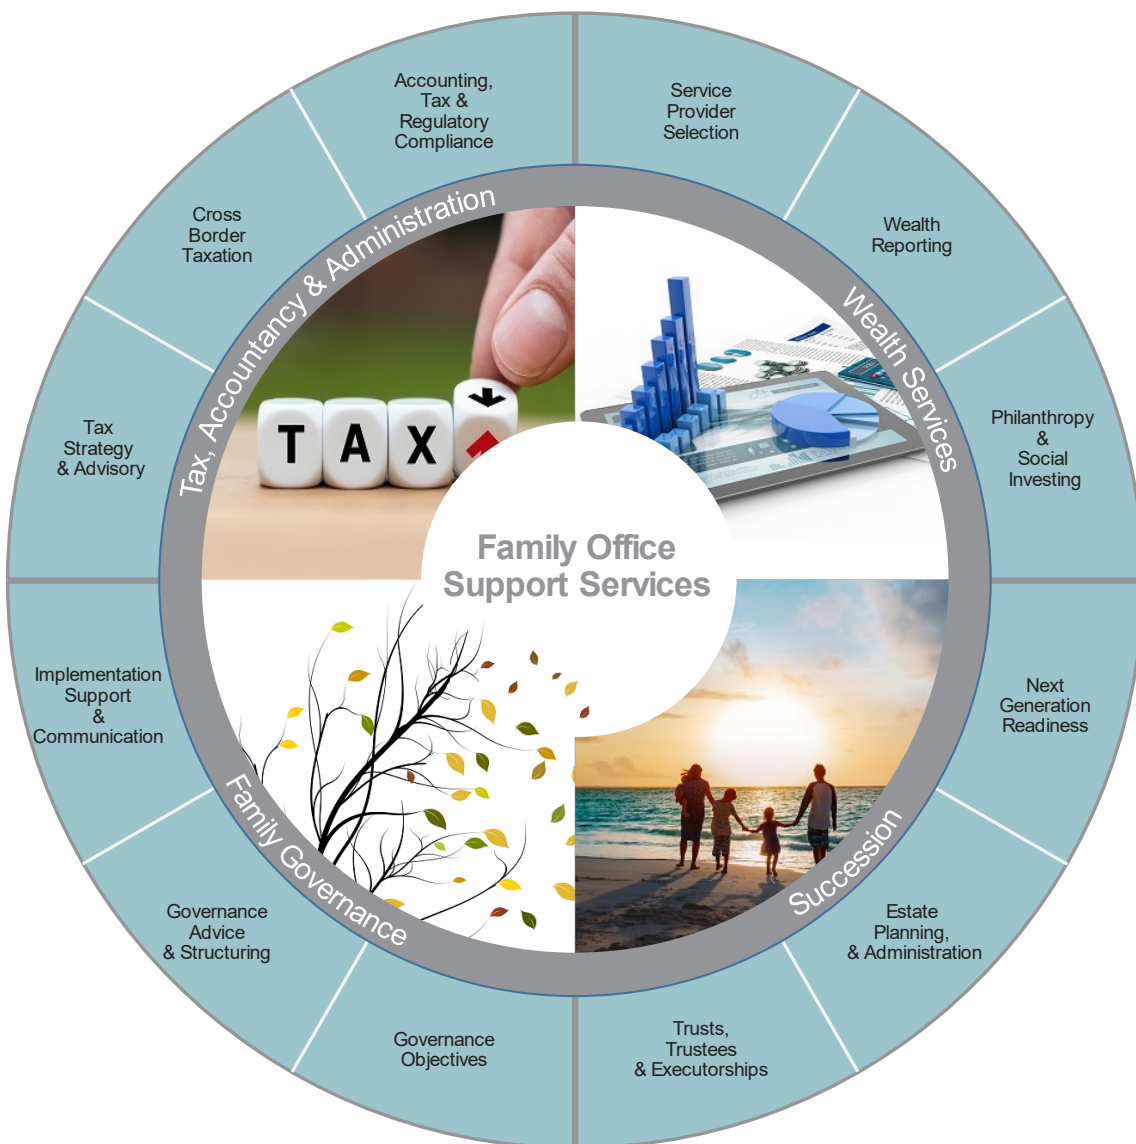 Accounting,
Tax &
Regulatory
Compliance
Service
Provider
Selection
Cross
Border
Taxation
Wealth
Reporting
Tax
Strategy
& Advisory
Philanthropy
&
Social
Investing
Tax, Accountancy & Administration
Wealth Services
TAX
Family Office
Support Services
Implementation
Support
&
Communication
Next
Generation
Readiness
Family Governance
Succession
Governance
Advice
& Structuring
Estate
Planning,
& Administration
Governance
Objectives
Trusts,
Trustees
& Executorships